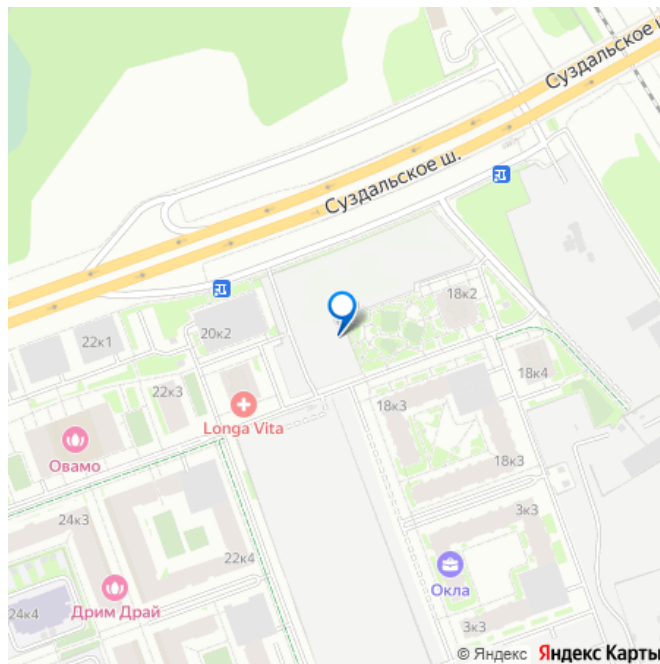 Суздальское ш
Суздальское ш.
18к2
20к2
22к1
18к4
22к3
18к3
Longa Vita
Овамо
18к3
24к3
3к3
22к4
Окла
Дрим Драй
24к4
3к3
© Яндекс Яндекс Карты